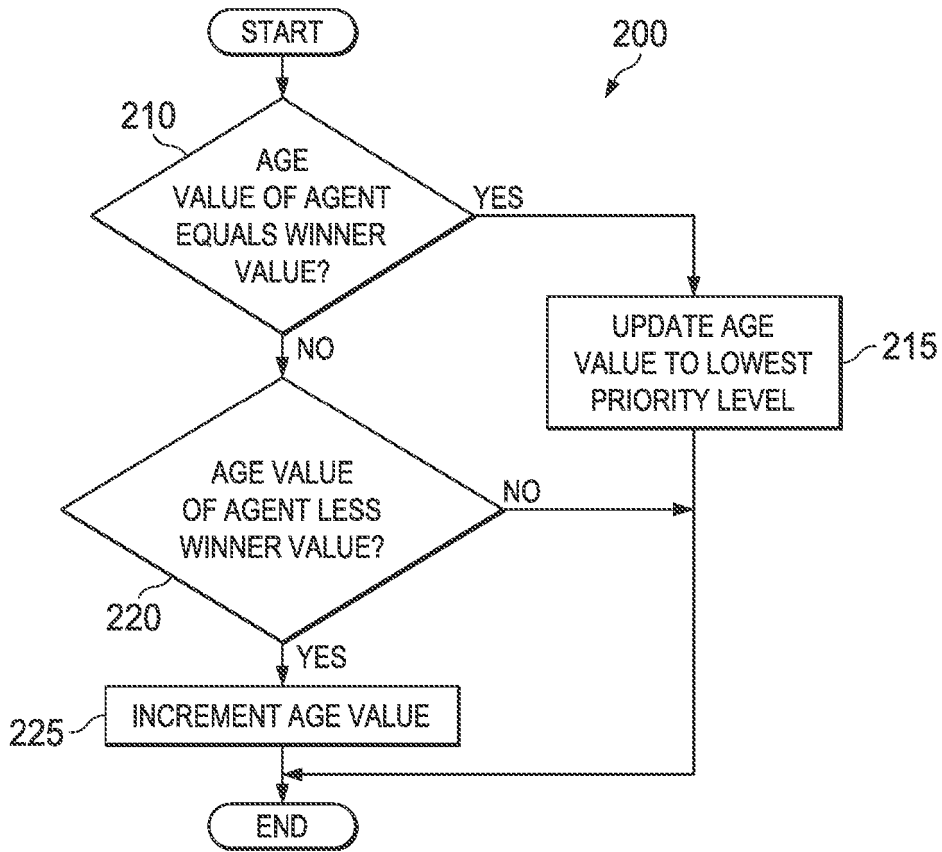 START
200
210
AGE
VALUE OF AGENT
EQUALS WINNER
VALUE?
YES
NO
UPDATE AGE
VALUE TO LOWEST
PRIORITY LEVEL
215
AGE VALUE
OF AGENT LESS
WINNER VALUE?
NO
220
YES
225
INCREMENT AGE VALUE
END